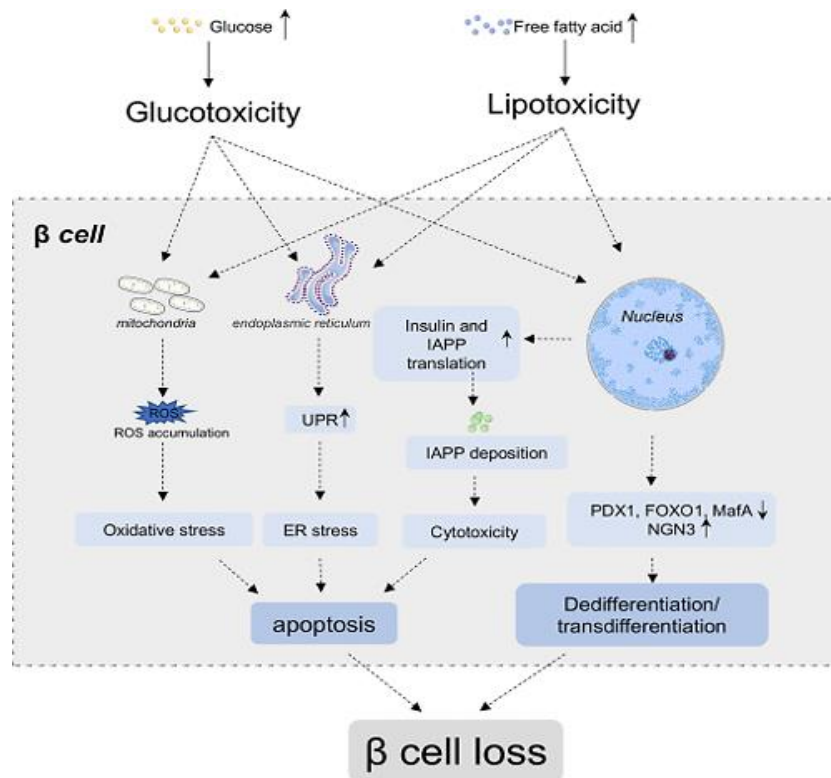 Glucose ↑
Free fatty acid ↑
Glucotoxicity
Lipotoxicity
β cell
mitochondria
endoplasmic reticulum
Insulin and
IAPP
translation ↑
Nucleus
ROS
ROS accumulation
UPR ↑
IAPP deposition
PDX1, FOXO1, MafA ↓
NGN3 ↑
Oxidative stress
ER stress
Cytotoxicity
apoptosis
Dedifferentiation/
transdifferentiation
β cell loss